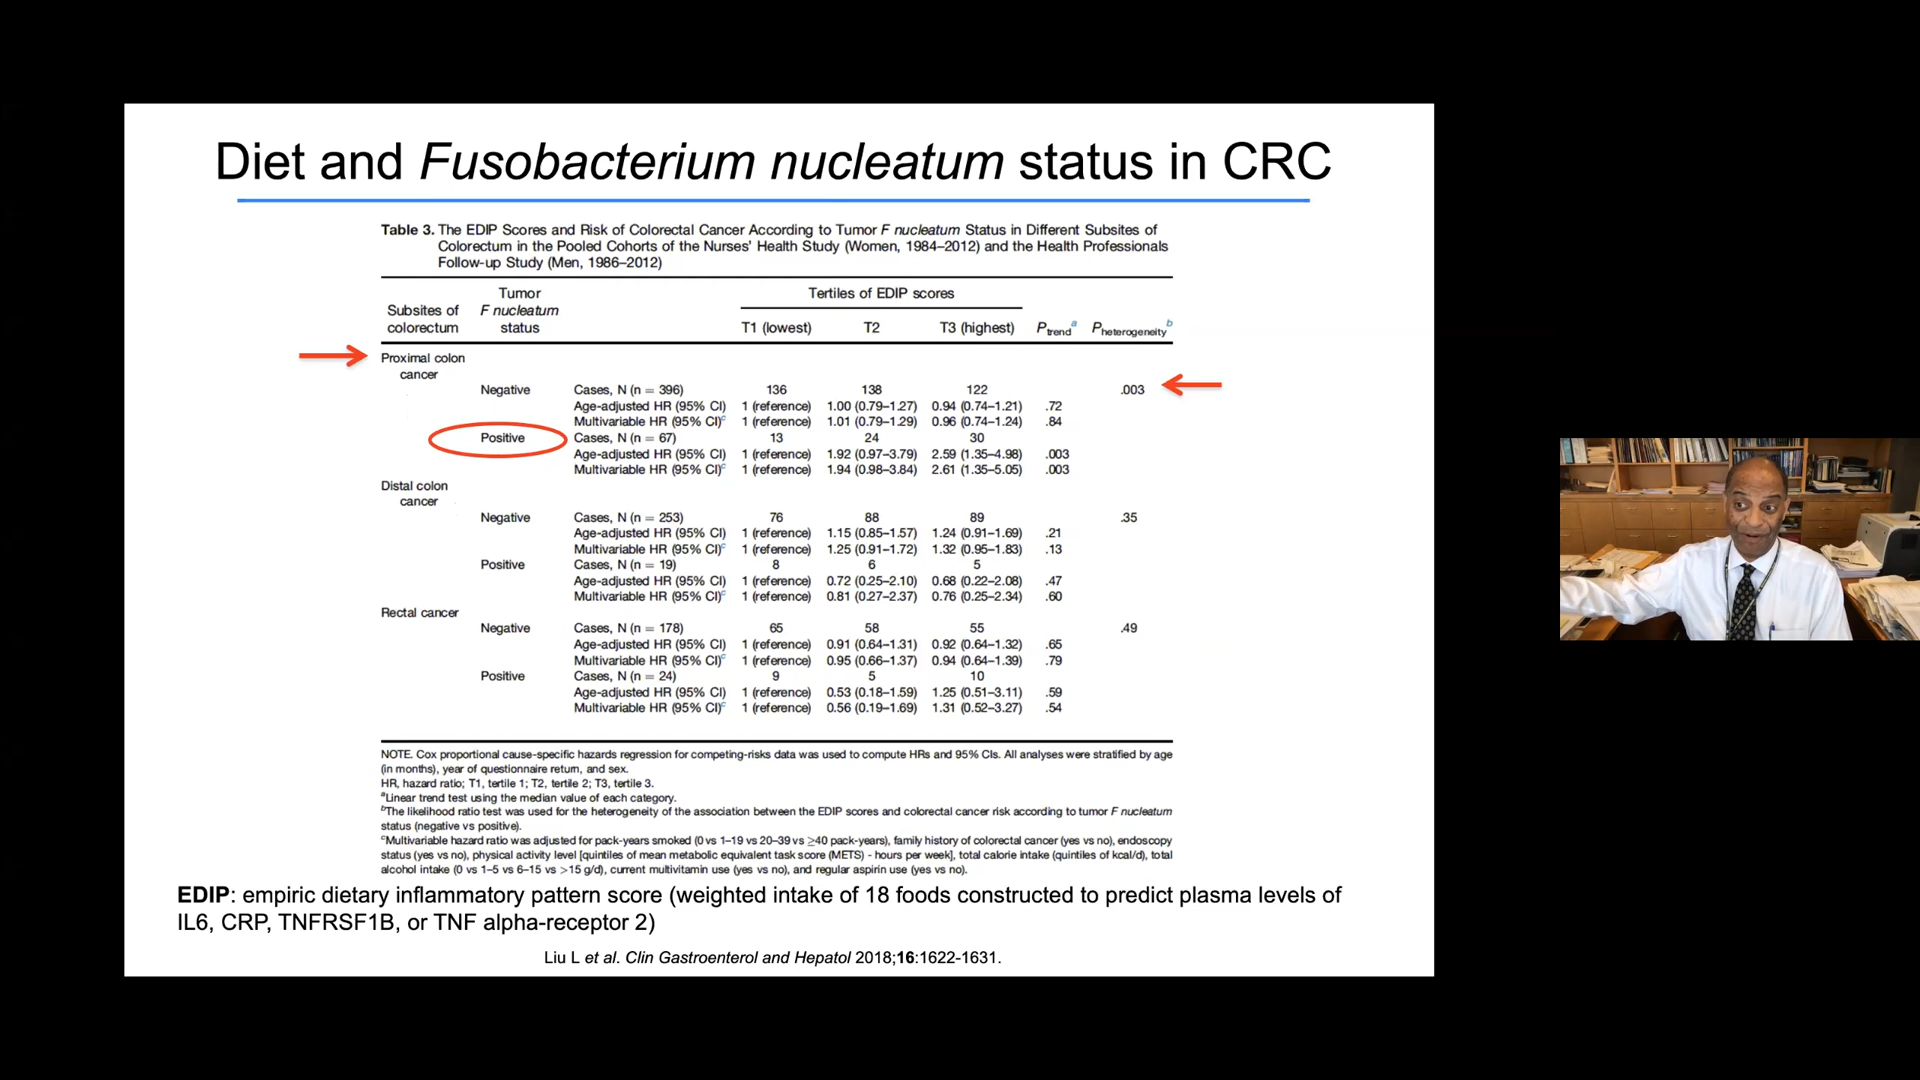 Diet and Fusobacterium nucleatum status in CRC
Table 3. The EDIP Scores and Risk of Colorectal Cancer According to Tumor F nucleatum Status in Different Subsites of
Colorectum in the Pooled Cohorts of the Nurses' Health Study (Women, 1984–2012) and the Health Professionals
Follow-up Study (Men, 1986–2012)
Tumor
Tertiles of EDIP scores
Subsites of F nucleatum
colorectum status T1 (lowest) T2 T3 (highest) Ptrend^a Pheterogeneity^b
Proximal colon
cancer
Negative Cases, N (n = 396) 136 138 122 .003
Age-adjusted HR (95% CI) 1 (reference) 1.00 (0.79–1.27) 0.94 (0.74–1.21) .72
Multivariable HR (95% CI)^c 1 (reference) 1.01 (0.79–1.29) 0.96 (0.74–1.24) .84
Positive Cases, N (n = 67) 13 24 30
Age-adjusted HR (95% CI) 1 (reference) 1.92 (0.97–3.79) 2.59 (1.35–4.98) .003
Multivariable HR (95% CI)^c 1 (reference) 1.94 (0.98–3.84) 2.61 (1.35–5.05) .003
Distal colon
cancer
Negative Cases, N (n = 253) 76 88 89 .35
Age-adjusted HR (95% CI) 1 (reference) 1.15 (0.85–1.57) 1.24 (0.91–1.69) .21
Multivariable HR (95% CI)^c 1 (reference) 1.25 (0.91–1.72) 1.32 (0.95–1.83) .13
Positive Cases, N (n = 19) 8 6 5
Age-adjusted HR (95% CI) 1 (reference) 0.72 (0.25–2.10) 0.68 (0.22–2.08) .47
Multivariable HR (95% CI)^c 1 (reference) 0.81 (0.27–2.37) 0.76 (0.25–2.34) .60
Rectal cancer
Negative Cases, N (n = 178) 65 58 55 .49
Age-adjusted HR (95% CI) 1 (reference) 0.91 (0.64–1.31) 0.92 (0.64–1.32) .65
Multivariable HR (95% CI)^c 1 (reference) 0.95 (0.66–1.37) 0.94 (0.64–1.39) .79
Positive Cases, N (n = 24) 9 5 10
Age-adjusted HR (95% CI) 1 (reference) 0.53 (0.18–1.59) 1.25 (0.51–3.11) .59
Multivariable HR (95% CI)^c 1 (reference) 0.56 (0.19–1.69) 1.31 (0.52–3.27) .54
NOTE. Cox proportional cause-specific hazards regression for competing-risks data was used to compute HRs and 95% CIs. All analyses were stratified by age
(in months), year of questionnaire return, and sex.
HR, hazard ratio; T1, tertile 1; T2, tertile 2; T3, tertile 3.
^aLinear trend test using the median value of each category.
^bThe likelihood ratio test was used for the heterogeneity of the association between the EDIP scores and colorectal cancer risk according to tumor F nucleatum
status (negative vs positive).
^cMultivariable hazard ratio was adjusted for pack-years smoked (0 vs 1–19 vs 20–39 vs ≥40 pack-years), family history of colorectal cancer (yes vs no), endoscopy
status (yes vs no), physical activity level [quintiles of mean metabolic equivalent task score (METS) - hours per week], total calorie intake (quintiles of kcal/d), total
alcohol intake (0 vs 1–5 vs 6–15 vs >15 g/d), current multivitamin use (yes vs no), and regular aspirin use (yes vs no).
EDIP: empiric dietary inflammatory pattern score (weighted intake of 18 foods constructed to predict plasma levels of
IL6, CRP, TNFRSF1B, or TNF alpha-receptor 2)
Liu L et al. Clin Gastroenterol and Hepatol 2018;16:1622-1631.